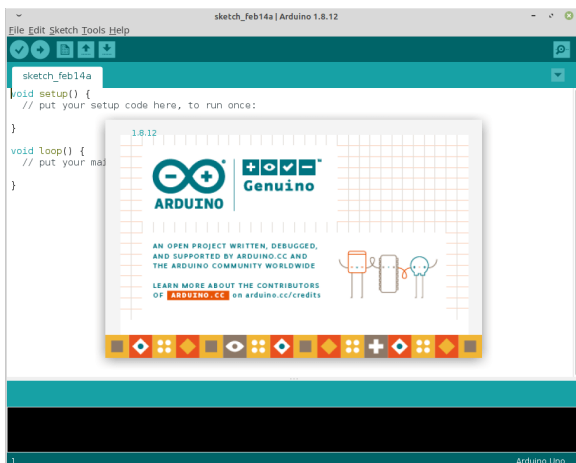 sketch_feb14a | Arduino 1.8.12
File Edit Sketch Tools Help
sketch_feb14a
void setup() {
// put your setup code here, to run once:
}
void loop() {
// put your mai
}
1.8.12
ARDUINO
Genuino
AN OPEN PROJECT WRITTEN, DEBUGGED,
AND SUPPORTED BY ARDUINO.CC AND
THE ARDUINO COMMUNITY WORLDWIDE
LEARN MORE ABOUT THE CONTRIBUTORS
OF ARDUINO.CC on arduino.cc/credits
1
Arduino Uno